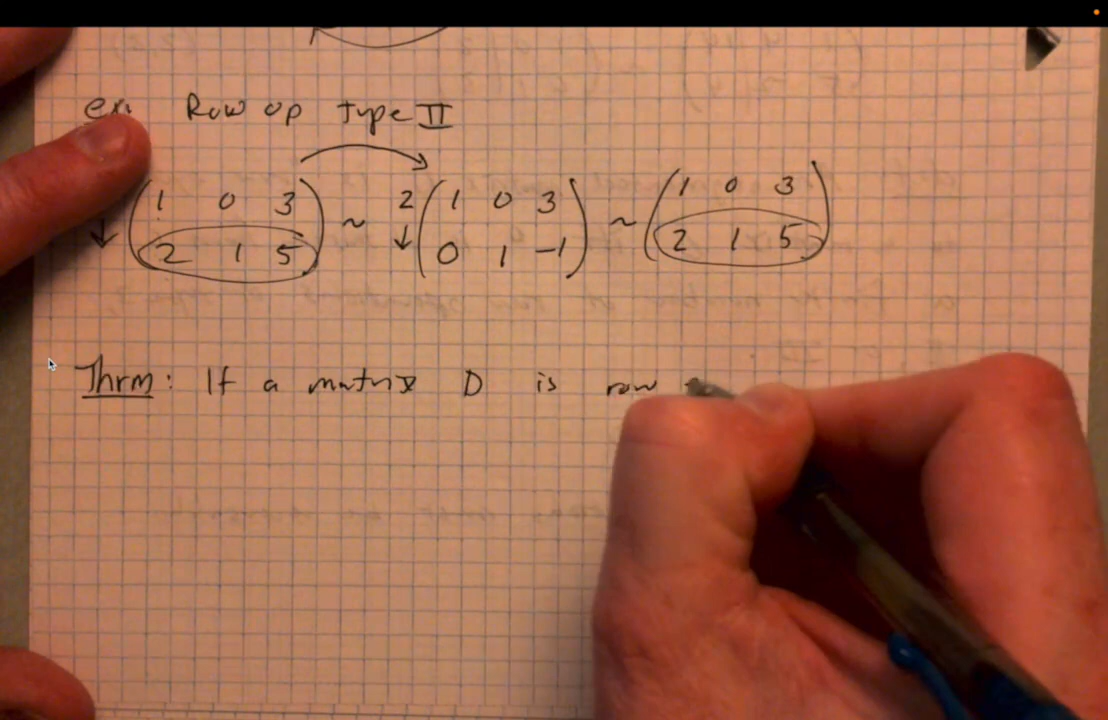 ex. Row op type II
( 1 0 3 ) ~ 2 ( 1 0 3 ) ~ ( 1 0 3 )
↓ ( 2 1 5 ) ↓ ( 0 1 -1 ) ( 2 1 5 )
Thrm: If a matrix D is row